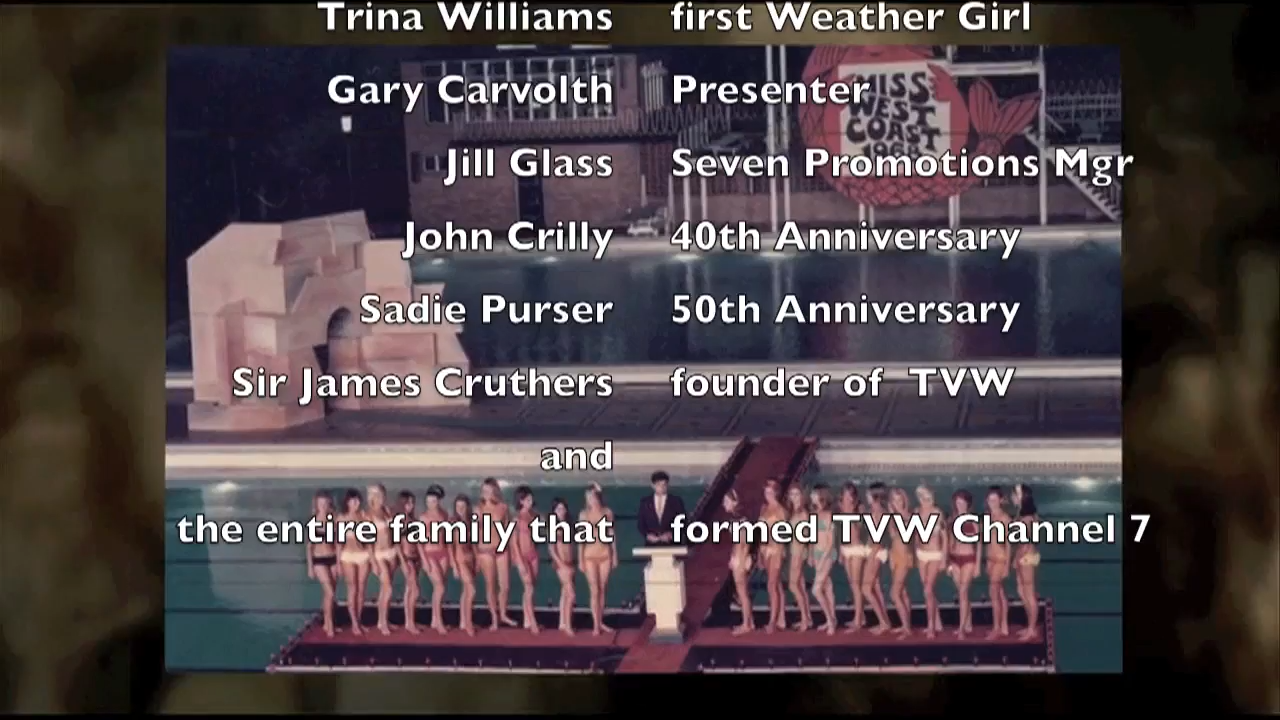 Trina Williams first Weather Girl
Gary Carvolth Presenter
MISS
WEST
COAST
1968
Jill Glass Seven Promotions Mgr
John Crilly 40th Anniversary
Sadie Purser 50th Anniversary
Sir James Cruthers founder of TVW
and
the entire family that formed TVW Channel 7